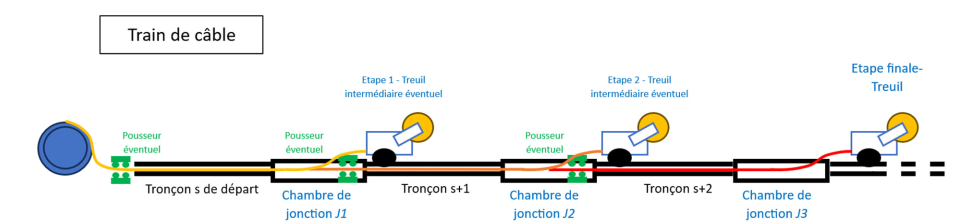 Train de câble
Etape finale-
Treuil
Etape 1 - Treuil
intermédiaire éventuel
Etape 2 - Treuil
intermédiaire éventuel
Pousseur
éventuel
Pousseur
éventuel
Pousseur
éventuel
Tronçon s de départ
Tronçon s+1
Tronçon s+2
Chambre de
jonction J1
Chambre de
jonction J2
Chambre de
jonction J3